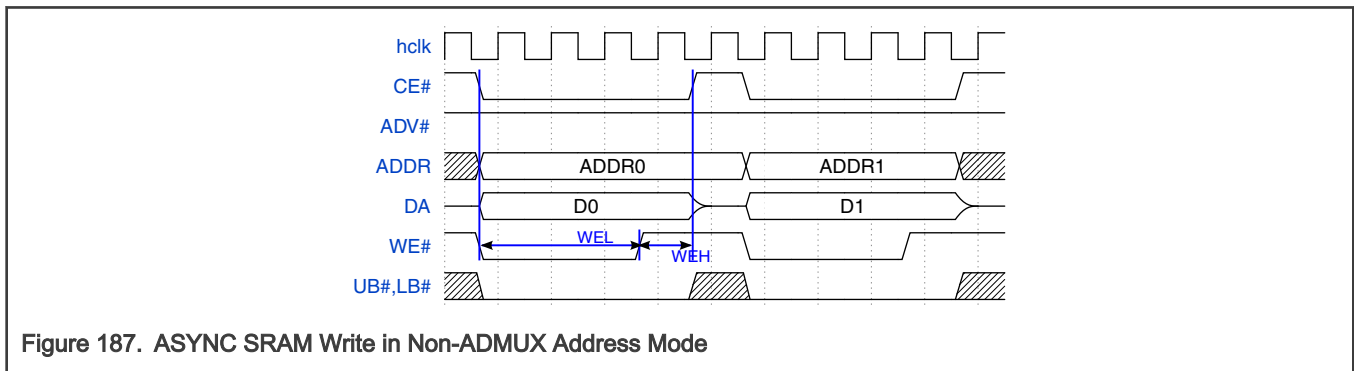 hclk
CE#
ADV#
ADDR ADDR0 ADDR1
DA D0 D1
WE# WEL WEH
UB#,LB#
Figure 187. ASYNC SRAM Write in Non-ADMUX Address Mode